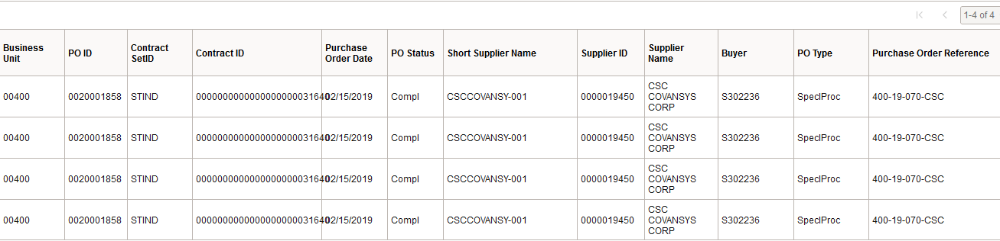 1-4 of 4
Business Unit PO ID Contract SetID Contract ID Purchase Order Date PO Status Short Supplier Name Supplier ID Supplier Name Buyer PO Type Purchase Order Reference
00400 0020001858 STIND 0000000000000000000031640 02/15/2019 Compl CSCCOVANSY-001 0000019450 CSC COVANSYS CORP S302236 SpeclProc 400-19-070-CSC
00400 0020001858 STIND 0000000000000000000031640 02/15/2019 Compl CSCCOVANSY-001 0000019450 CSC COVANSYS CORP S302236 SpeclProc 400-19-070-CSC
00400 0020001858 STIND 0000000000000000000031640 02/15/2019 Compl CSCCOVANSY-001 0000019450 CSC COVANSYS CORP S302236 SpeclProc 400-19-070-CSC
00400 0020001858 STIND 0000000000000000000031640 02/15/2019 Compl CSCCOVANSY-001 0000019450 CSC COVANSYS CORP S302236 SpeclProc 400-19-070-CSC